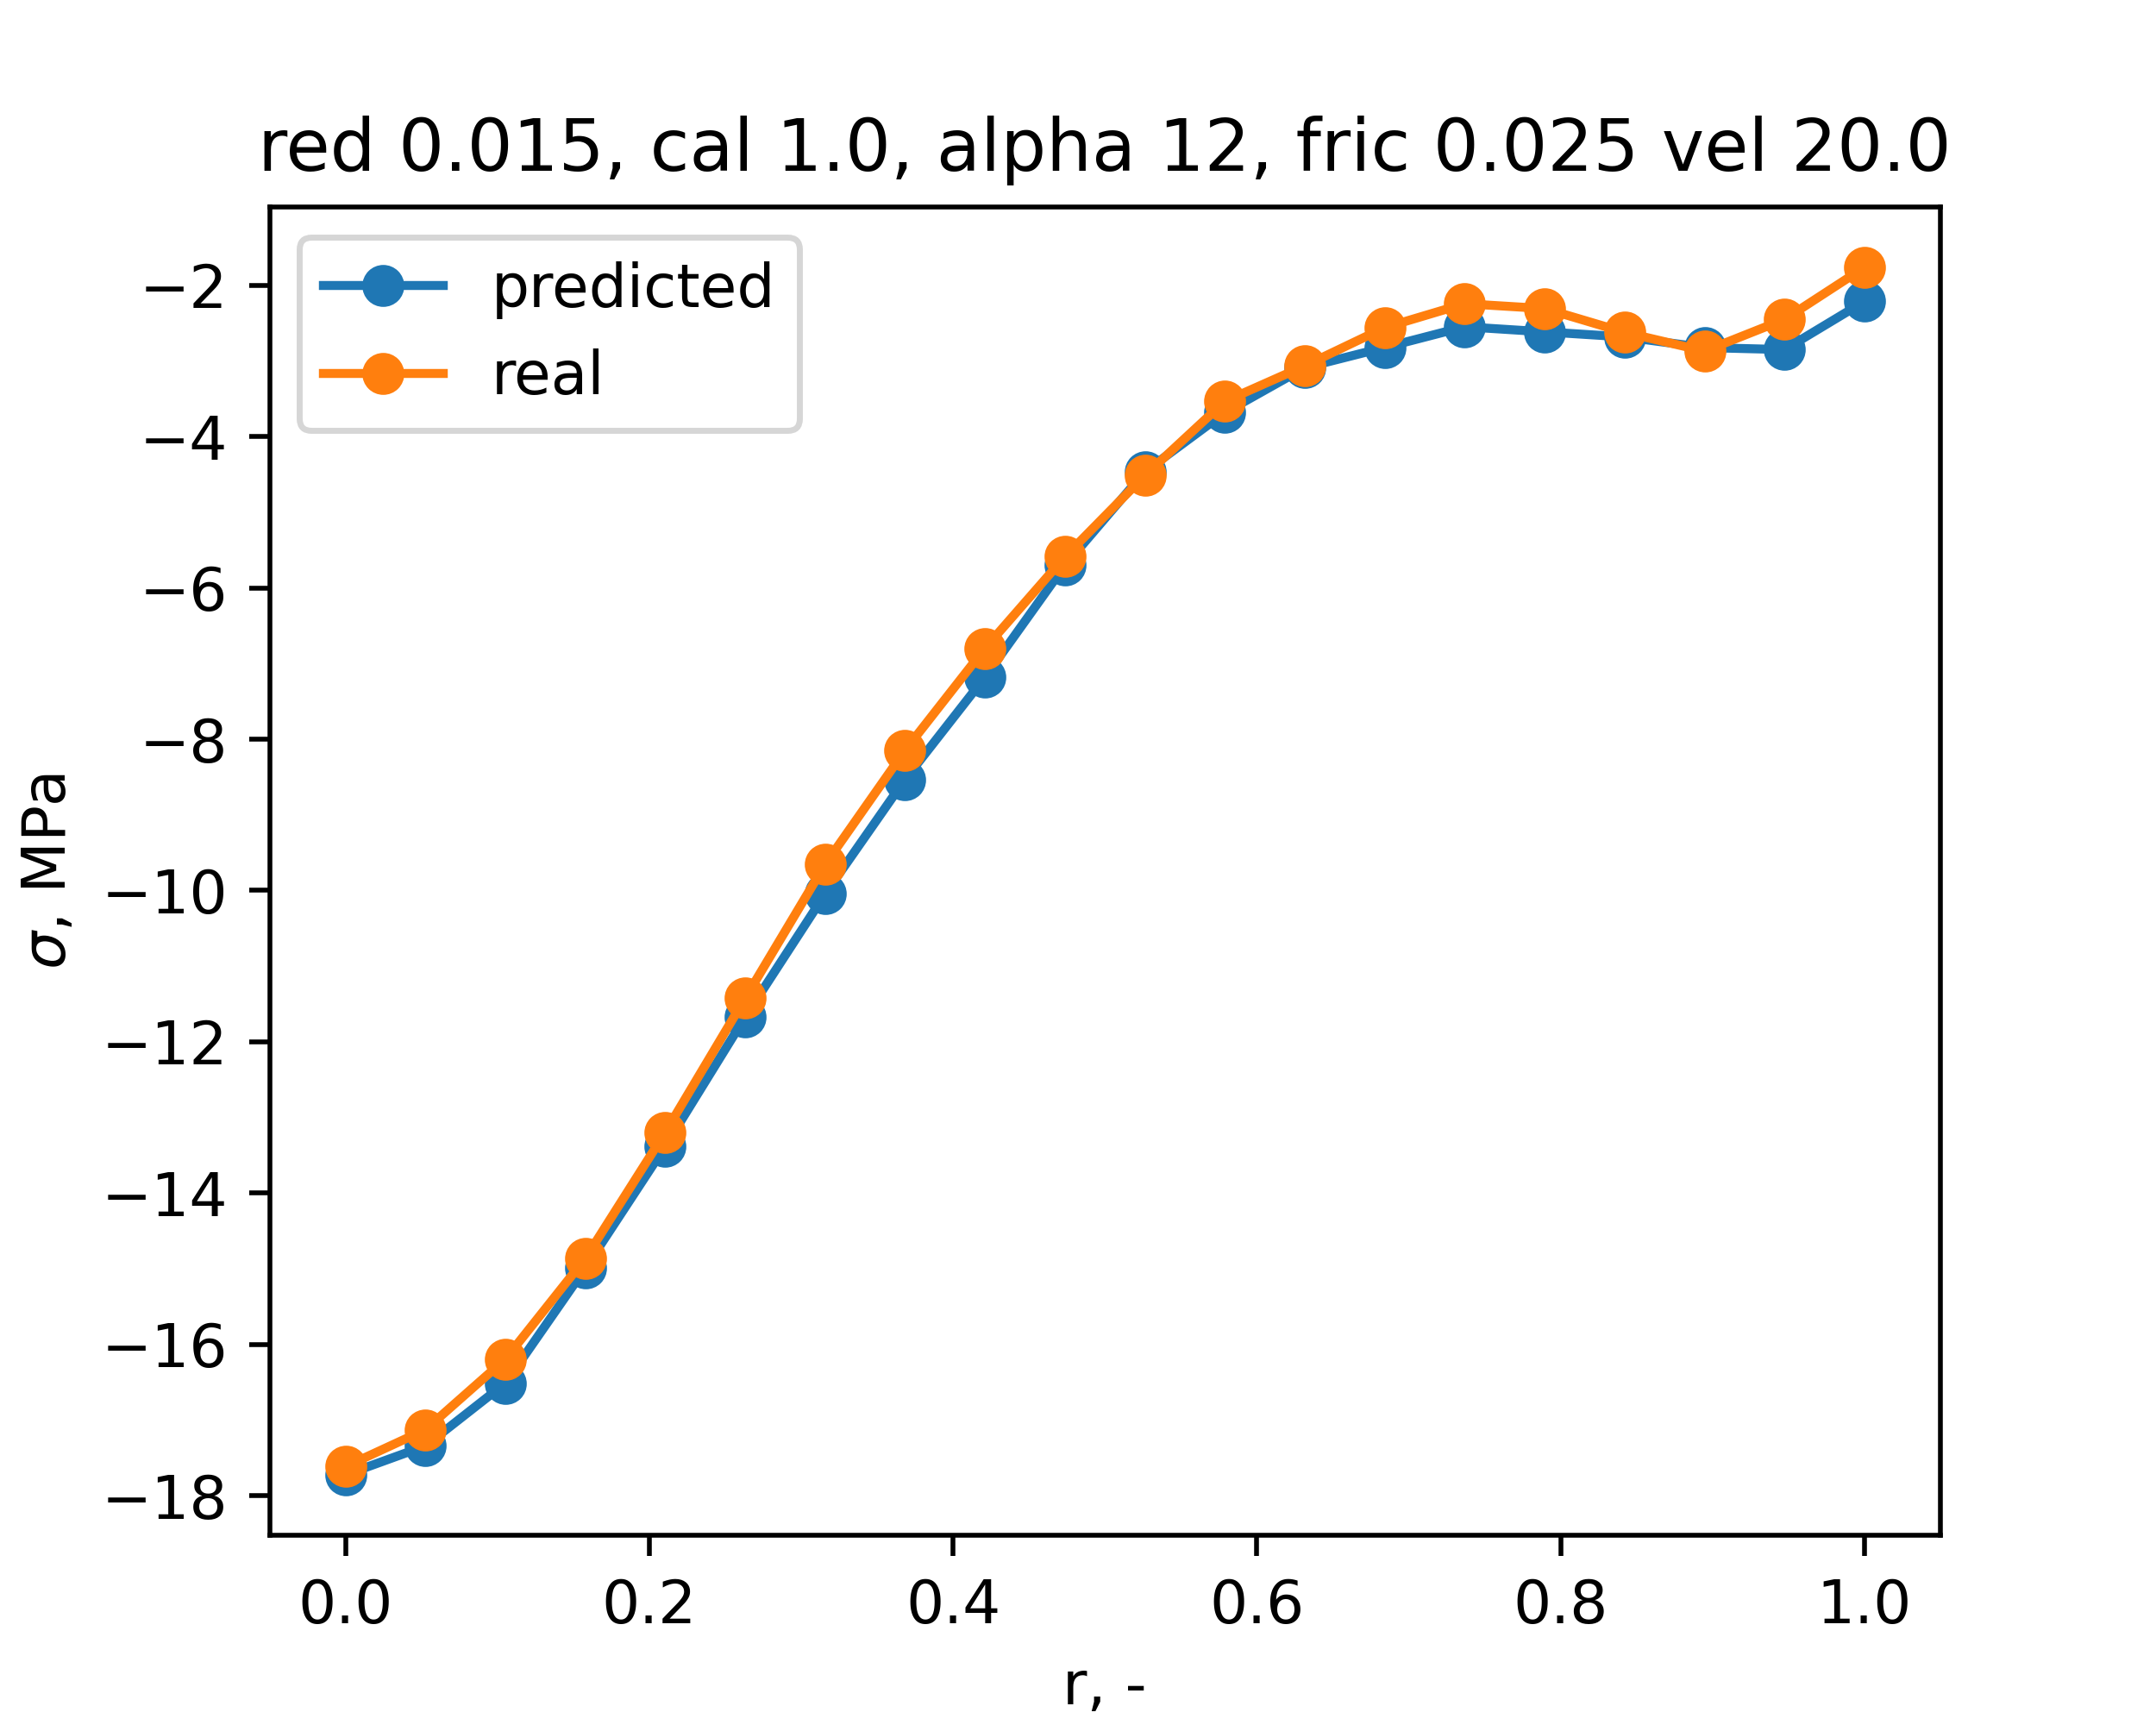 red 0.015, cal 1.0, alpha 12, fric 0.025 vel 20.0
predicted
real
−2
−4
−6
−8
−10
−12
−14
−16
−18
σ, MPa
0.0 0.2 0.4 0.6 0.8 1.0
r, -